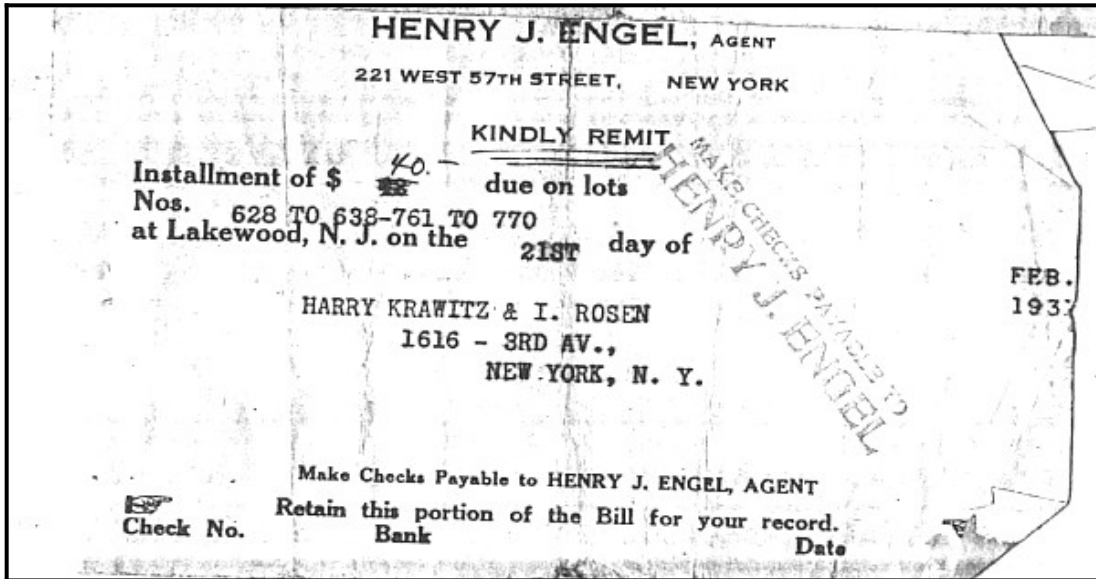 HENRY J. ENGEL, AGENT
221 WEST 57TH STREET, NEW YORK
KINDLY REMIT
Installment of $ 40.— due on lots
Nos. 628 TO 638-761 TO 770
at Lakewood, N. J. on the 21ST day of
FEB.
193
HARRY KRAWITZ & I. ROSEN
1616 - 3RD AV.,
NEW YORK, N. Y.
MAKE CHECKS PAYABLE TO
HENRY J. ENGEL
Make Checks Payable to HENRY J. ENGEL, AGENT
Retain this portion of the Bill for your record.
Check No. Bank Date